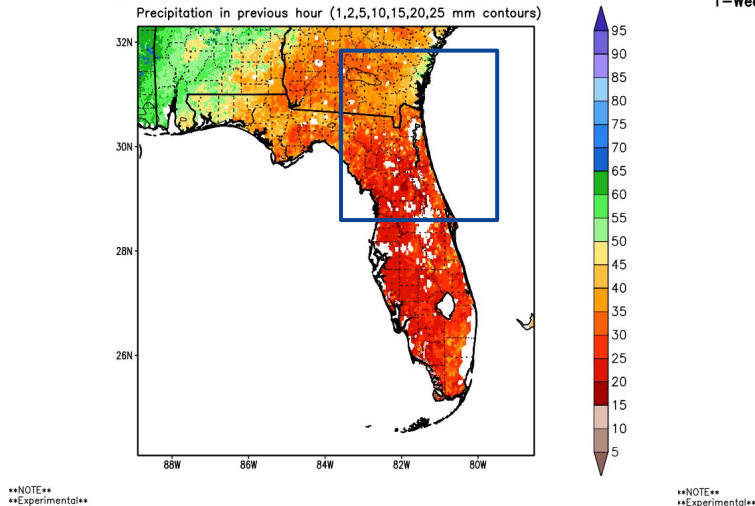 T-Wed
Precipitation in previous hour (1,2,5,10,15,20,25 mm contours)
32N
30N
28N
26N
88W 86W 84W 82W 80W
95
90
85
80
75
70
65
60
55
50
45
40
35
30
25
20
15
10
5
**NOTE** **NOTE**
**Experimental** **Experimental**